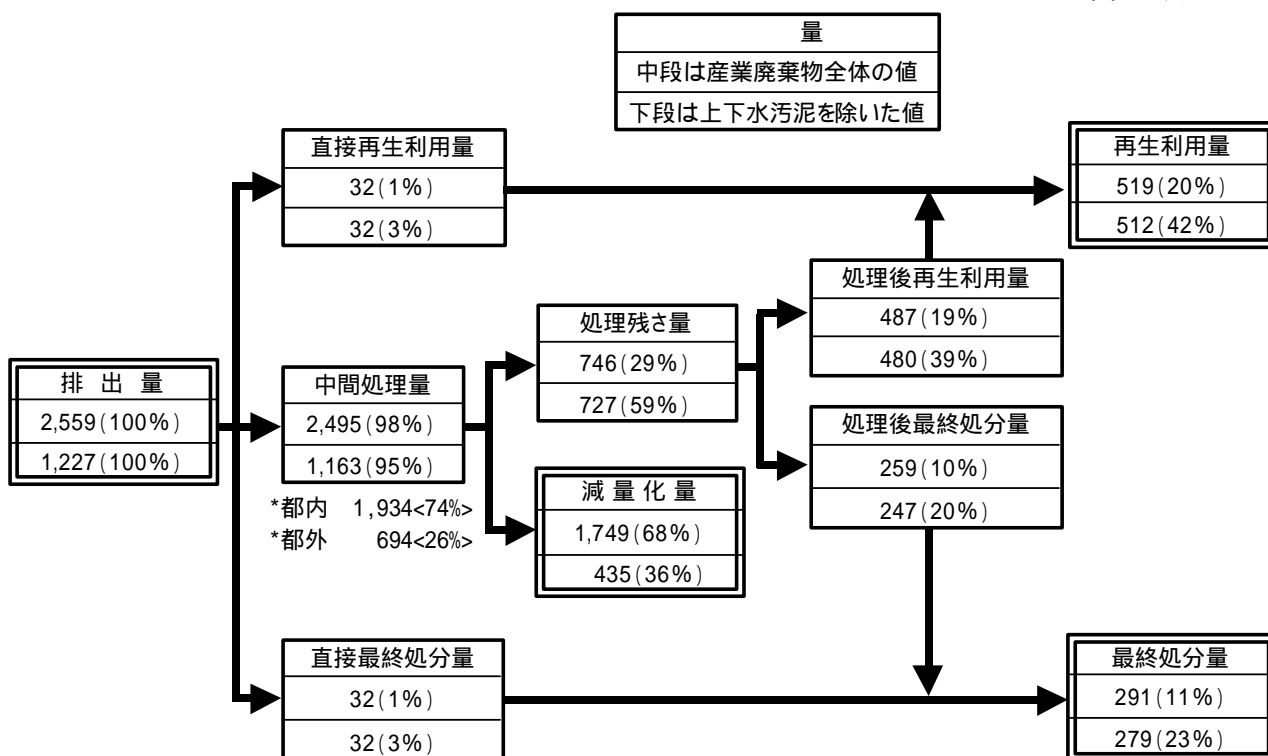 量
中段は産業廃棄物全体の値
下段は上下水汚泥を除いた値
直接再生利用量
32(1%)
32(3%)
再生利用量
519(20%)
512(42%)
処理後再生利用量
487(19%)
480(39%)
処理残さ量
746(29%)
727(59%)
排出量
2,559(100%)
1,227(100%)
中間処理量
2,495(98%)
1,163(95%)
*都内 1,934<74%>
*都外 694<26%>
減量化量
1,749(68%)
435(36%)
処理後最終処分量
259(10%)
247(20%)
直接最終処分量
32(1%)
32(3%)
最終処分量
291(11%)
279(23%)